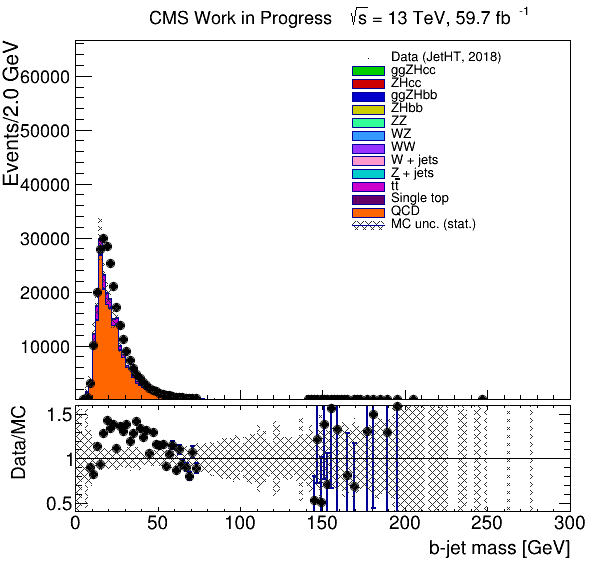 CMS Work in Progress √s = 13 TeV, 59.7 fb -1
Events/2.0 GeV
60000
50000
40000
30000
20000
10000
Data (JetHT, 2018)
ggZHcc
ZHcc
ggZHbb
ZHbb
ZZ
WZ
WW
W + jets
Z + jets
tt̅
Single top
QCD
MC unc. (stat.)
Data/MC
1.5
1
0.5
0 50 100 150 200 250 300
b-jet mass [GeV]